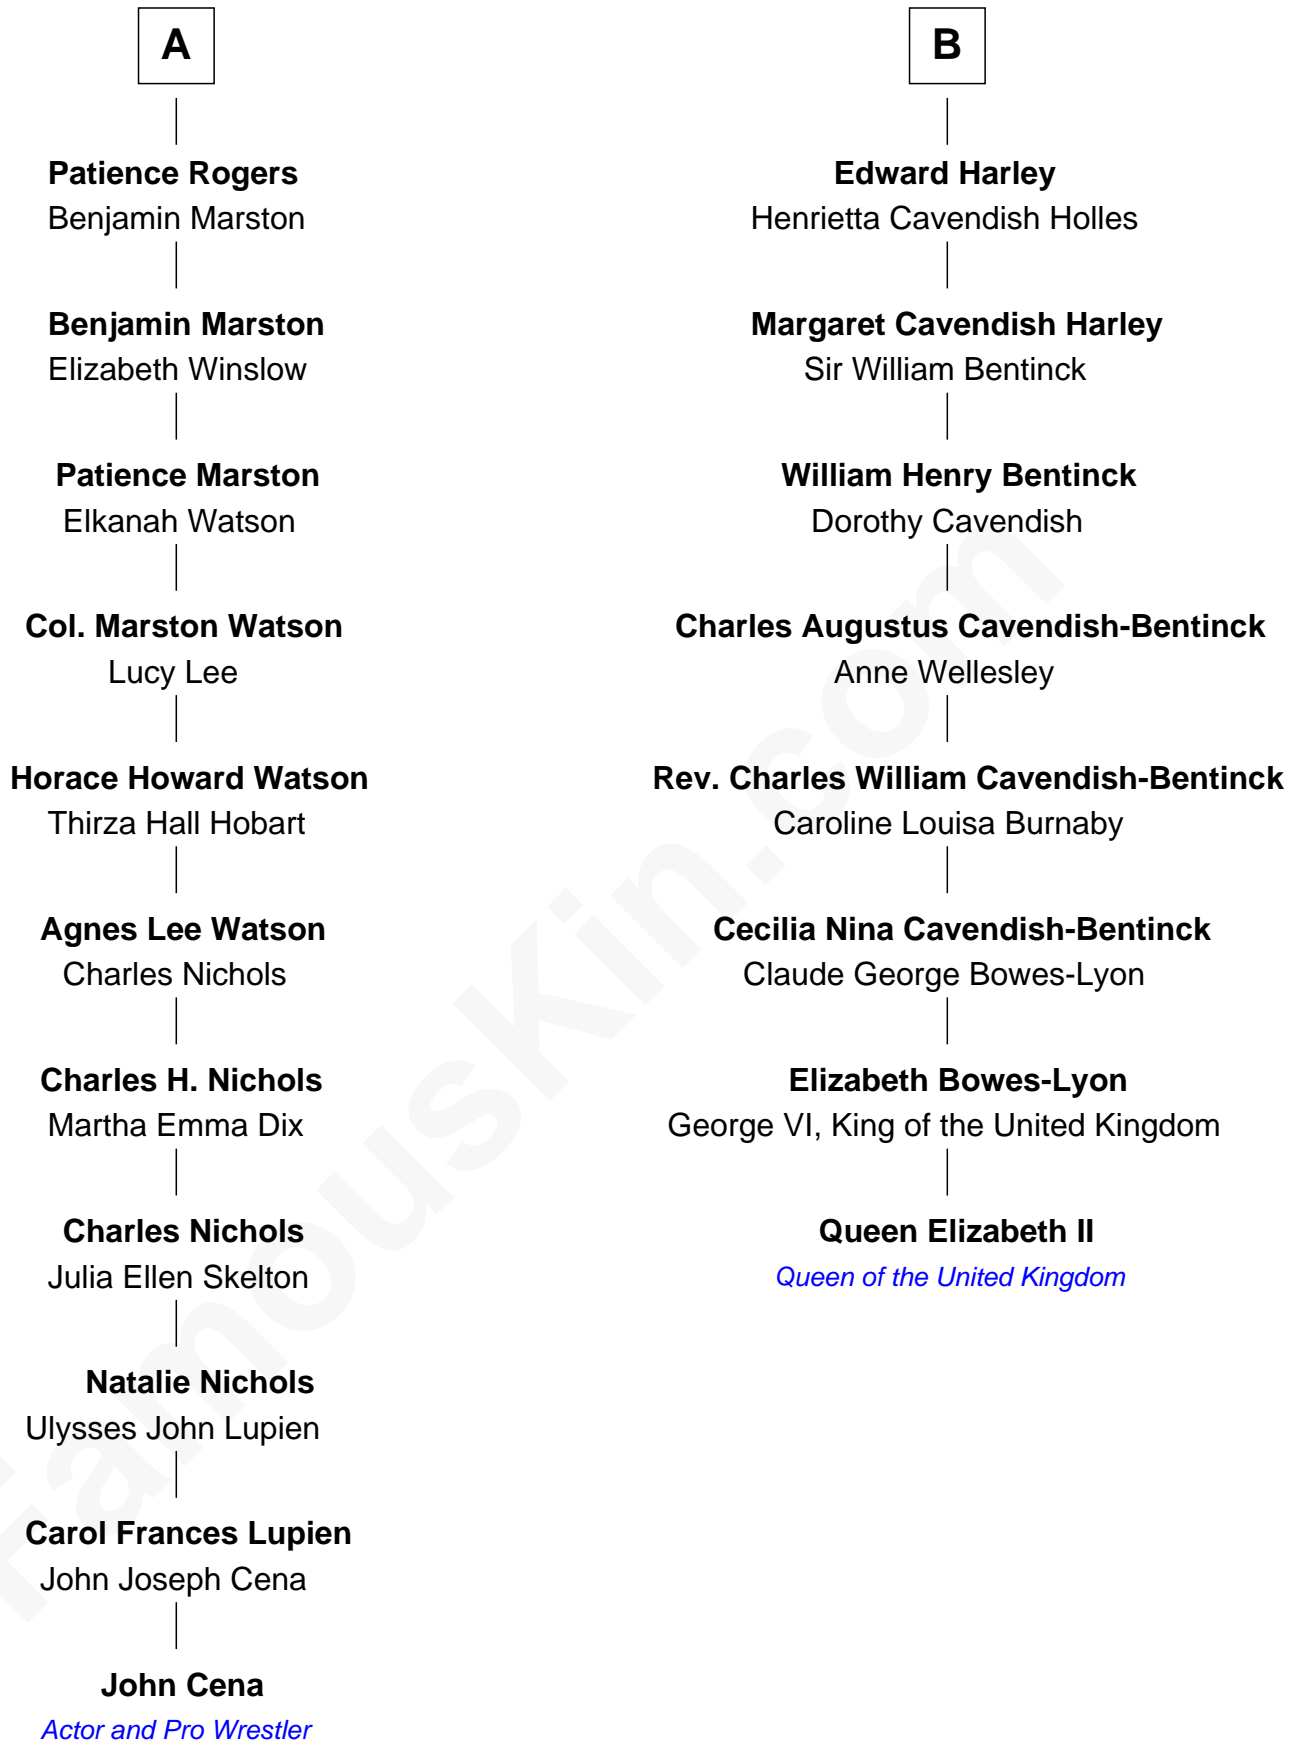 A
Patience Rogers
Benjamin Marston
Benjamin Marston
Elizabeth Winslow
Patience Marston
Elkanah Watson
Col. Marston Watson
Lucy Lee
Horace Howard Watson
Thirza Hall Hobart
Agnes Lee Watson
Charles Nichols
Charles H. Nichols
Martha Emma Dix
Charles Nichols
Julia Ellen Skelton
Natalie Nichols
Ulysses John Lupien
Carol Frances Lupien
John Joseph Cena
John Cena
Actor and Pro Wrestler
B
Edward Harley
Henrietta Cavendish Holles
Margaret Cavendish Harley
Sir William Bentinck
William Henry Bentinck
Dorothy Cavendish
Charles Augustus Cavendish-Bentinck
Anne Wellesley
Rev. Charles William Cavendish-Bentinck
Caroline Louisa Burnaby
Cecilia Nina Cavendish-Bentinck
Claude George Bowes-Lyon
Elizabeth Bowes-Lyon
George VI, King of the United Kingdom
Queen Elizabeth II
Queen of the United Kingdom
FamousKin.com